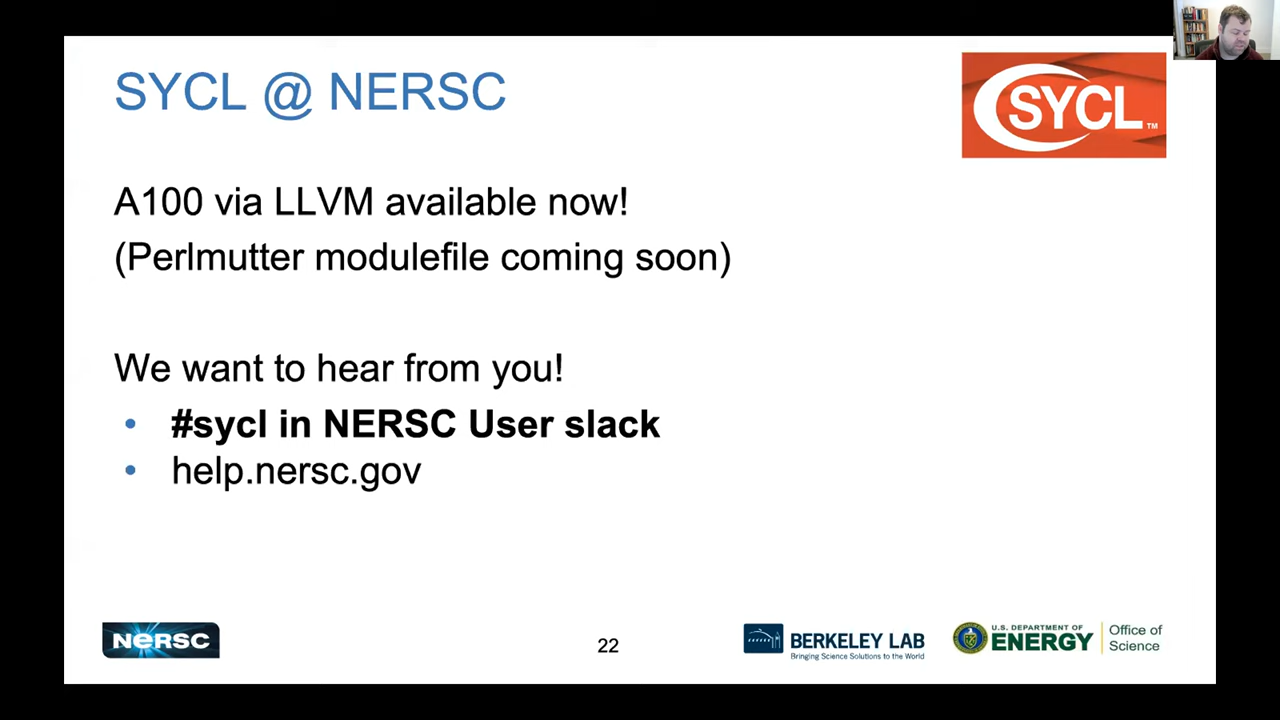 SYCL @ NERSC
SYCL™
A100 via LLVM available now!
(Perlmutter modulefile coming soon)
We want to hear from you!
• #sycl in NERSC User slack
• help.nersc.gov
NERSC
22
BERKELEY LAB
Bringing Science Solutions to the World
U.S. DEPARTMENT OF
ENERGY
Office of
Science